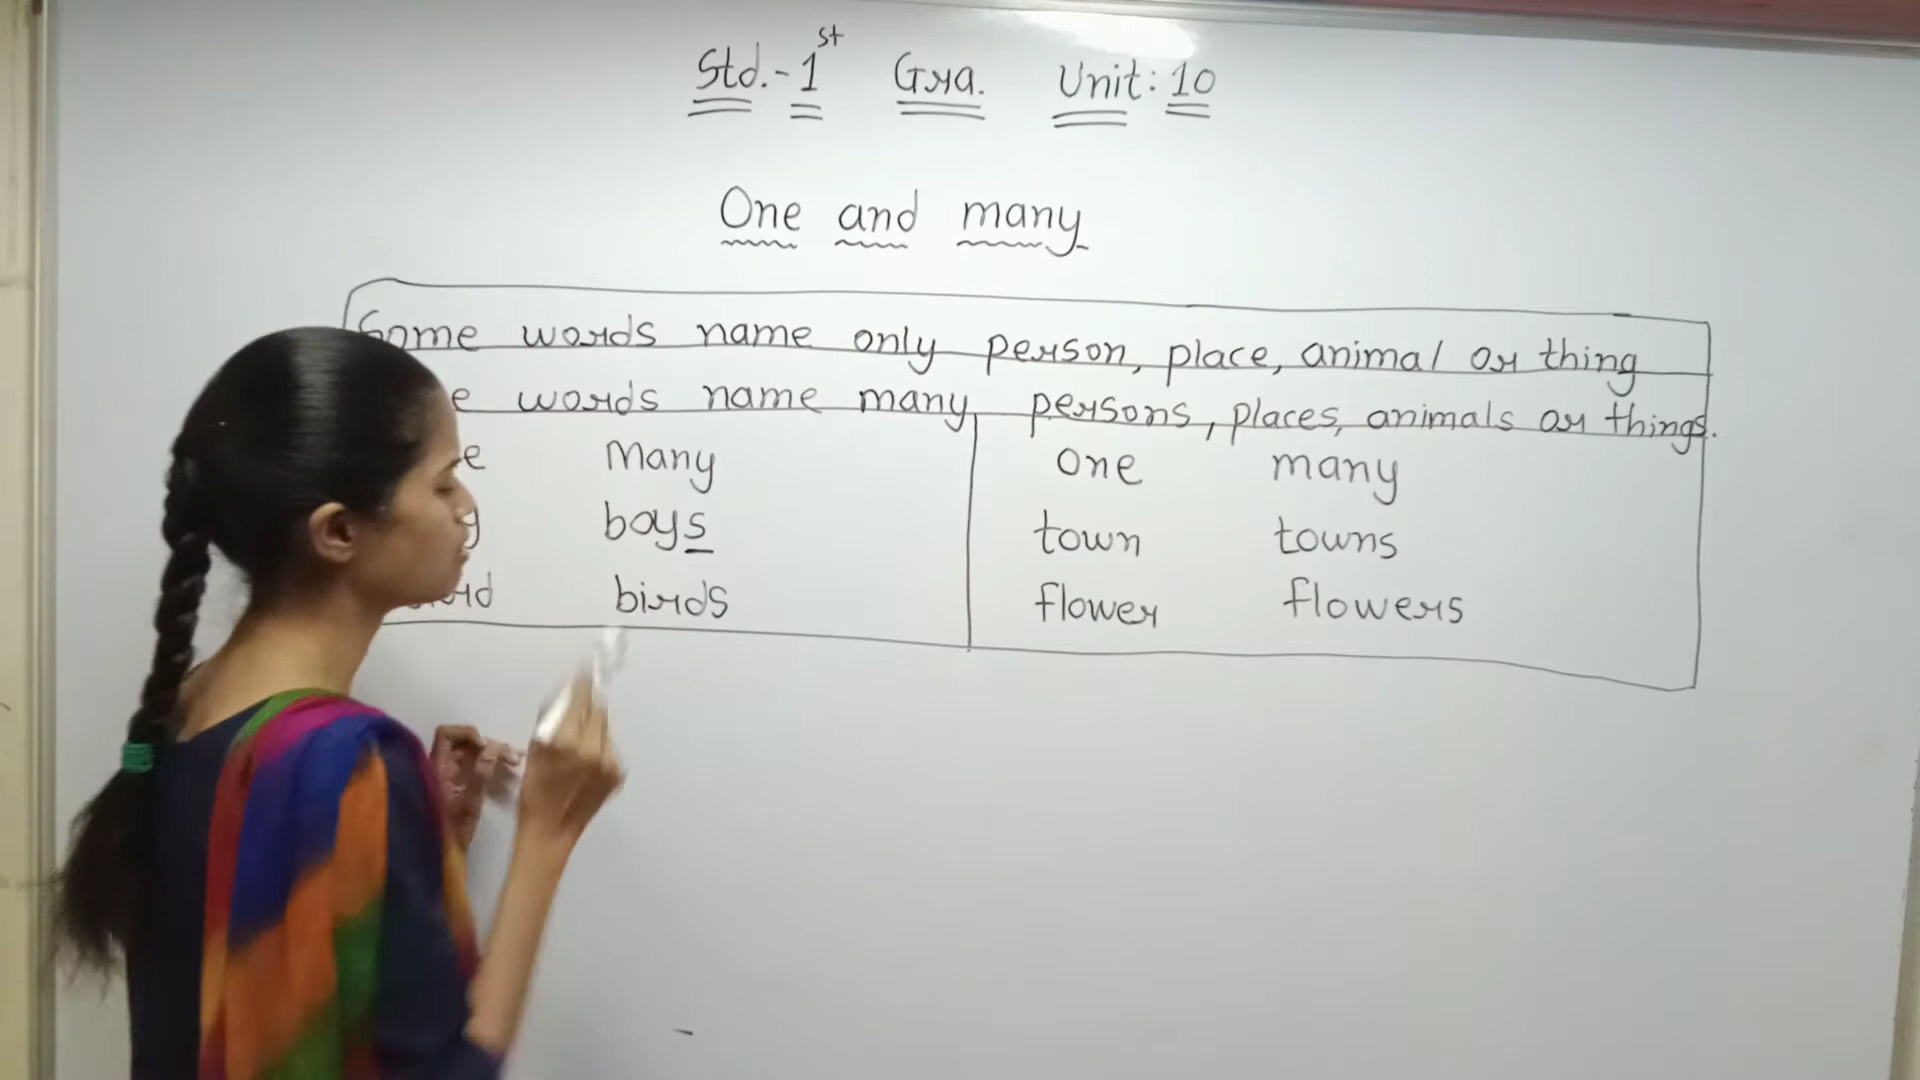 Std.- 1st Gra. Unit: 10
One and many
Some words name only person, place, animal or thing
words name many persons, places, animals or things.
Many one many
boys town towns
birds flower flowers